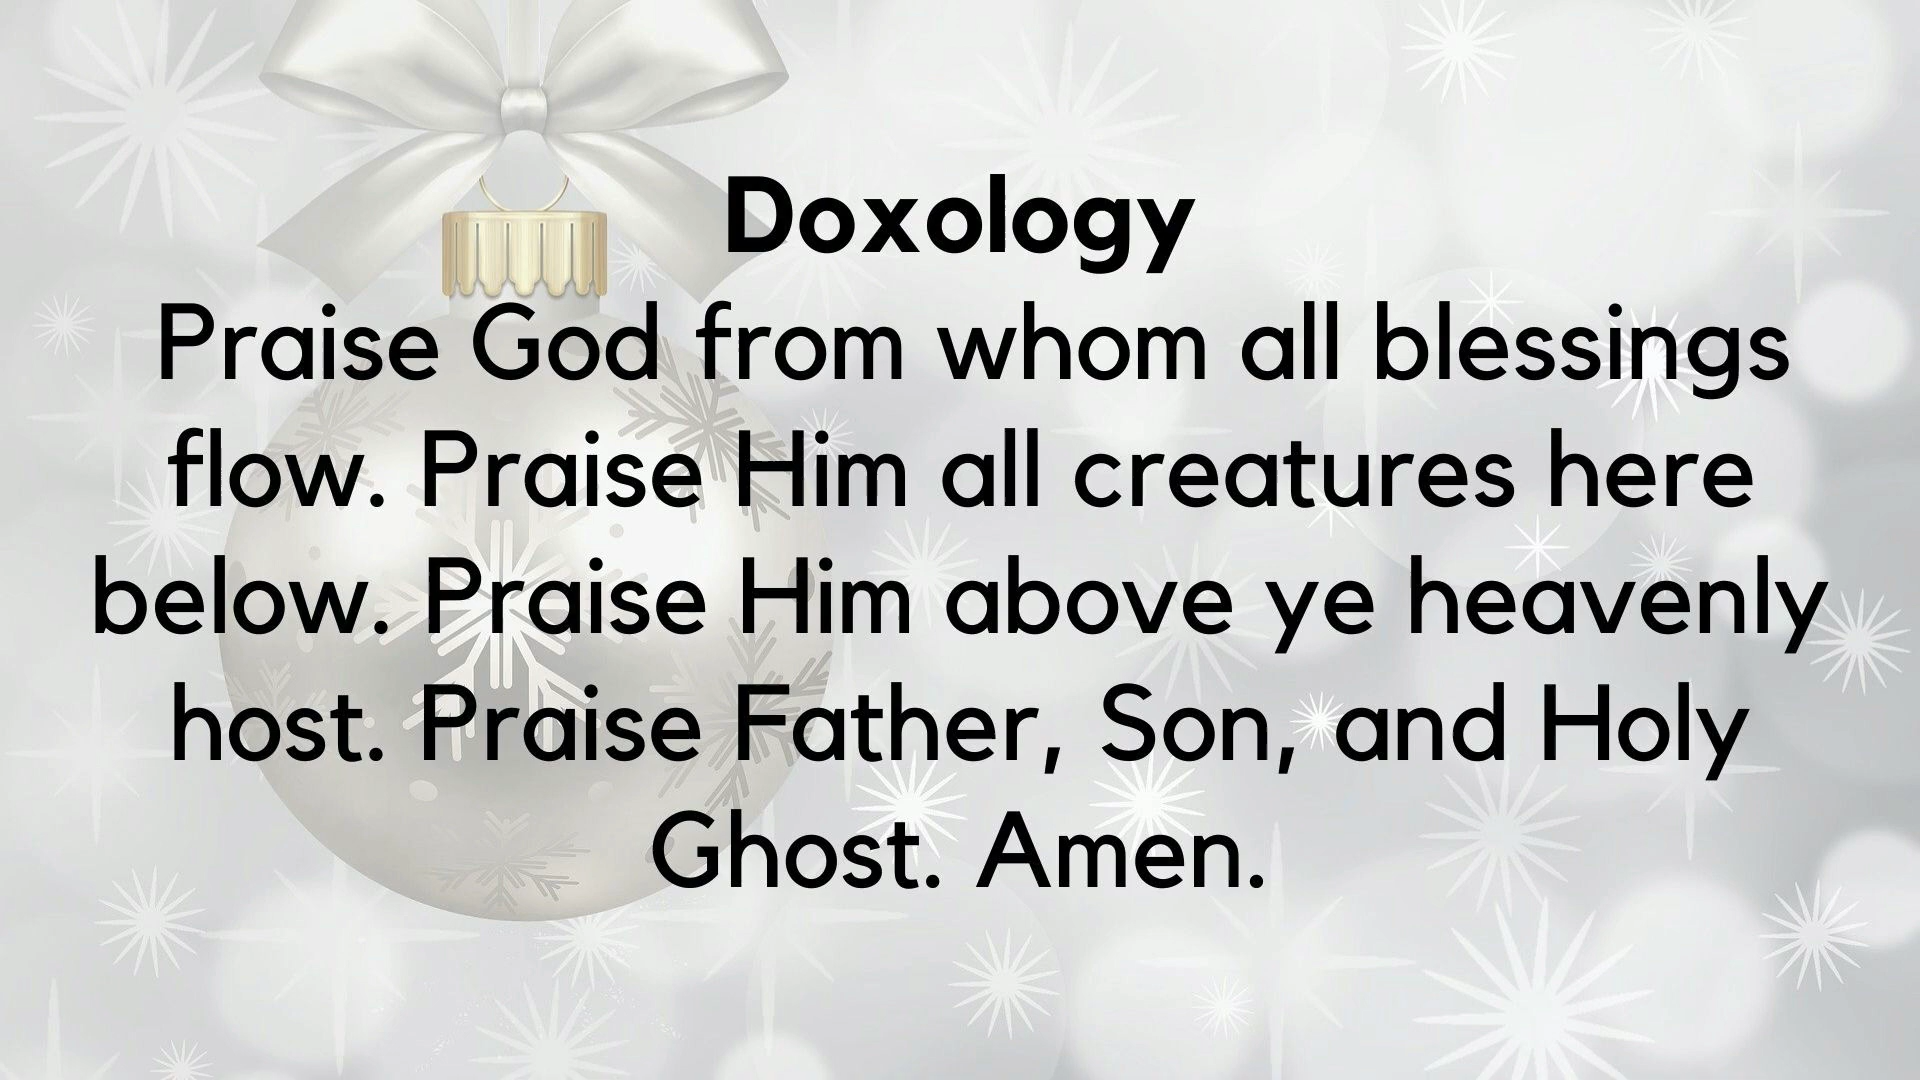 Doxology
Praise God from whom all blessings
flow. Praise Him all creatures here
below. Praise Him above ye heavenly
host. Praise Father, Son, and Holy
Ghost. Amen.